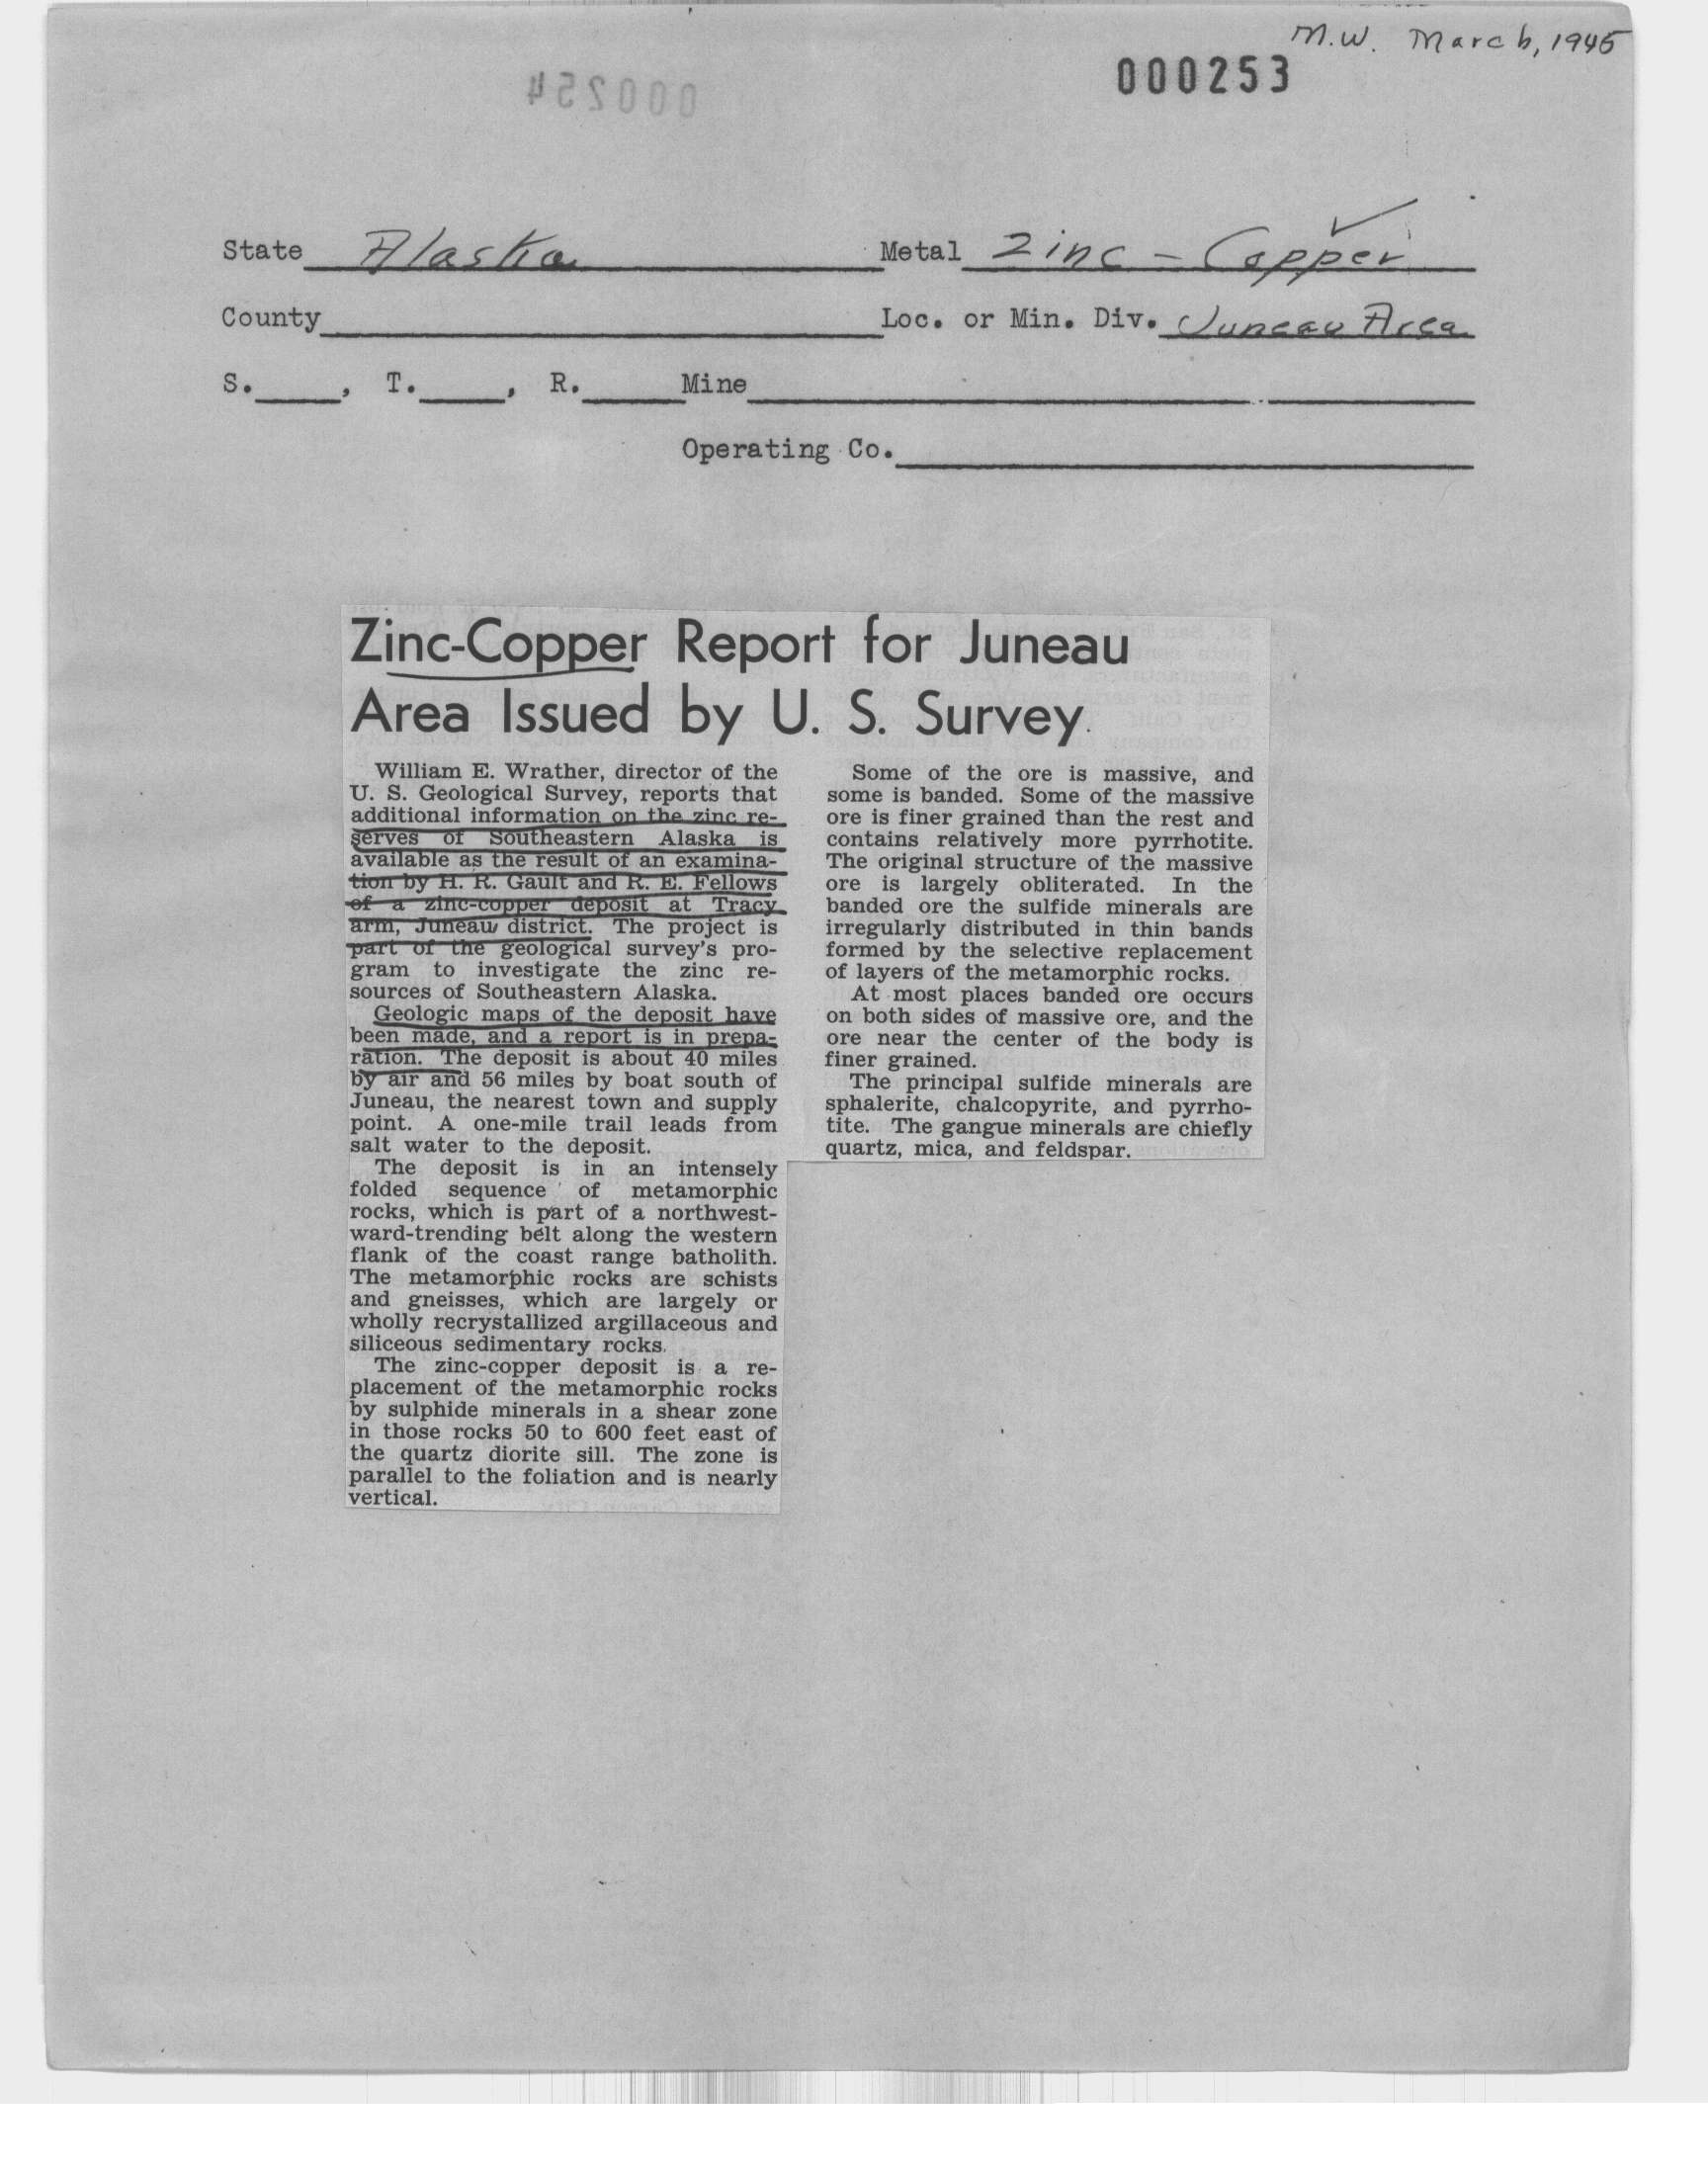 M.W. March, 1945
000253
000254
State Alaska Metal Zinc - Copper
County Loc. or Min. Div. Juneau Area
S. , T. , R. Mine
Operating Co.
Zinc-Copper Report for Juneau
Area Issued by U. S. Survey.
William E. Wrather, director of the
U. S. Geological Survey, reports that
additional information on the zinc re-
serves of Southeastern Alaska is
available as the result of an examina-
tion by H. R. Gault and R. E. Fellows
of a zinc-copper deposit at Tracy
arm, Juneau district. The project is
part of the geological survey's pro-
gram to investigate the zinc re-
sources of Southeastern Alaska.
Geologic maps of the deposit have
been made, and a report is in prepa-
ration. The deposit is about 40 miles
by air and 56 miles by boat south of
Juneau, the nearest town and supply
point. A one-mile trail leads from
salt water to the deposit.
The deposit is in an intensely
folded sequence of metamorphic
rocks, which is part of a northwest-
ward-trending belt along the western
flank of the coast range batholith.
The metamorphic rocks are schists
and gneisses, which are largely or
wholly recrystallized argillaceous and
siliceous sedimentary rocks.
The zinc-copper deposit is a re-
placement of the metamorphic rocks
by sulphide minerals in a shear zone
in those rocks 50 to 600 feet east of
the quartz diorite sill. The zone is
parallel to the foliation and is nearly
vertical.
Some of the ore is massive, and
some is banded. Some of the massive
ore is finer grained than the rest and
contains relatively more pyrrhotite.
The original structure of the massive
ore is largely obliterated. In the
banded ore the sulfide minerals are
irregularly distributed in thin bands
formed by the selective replacement
of layers of the metamorphic rocks.
At most places banded ore occurs
on both sides of massive ore, and the
ore near the center of the body is
finer grained.
The principal sulfide minerals are
sphalerite, chalcopyrite, and pyrrho-
tite. The gangue minerals are chiefly
quartz, mica, and feldspar.